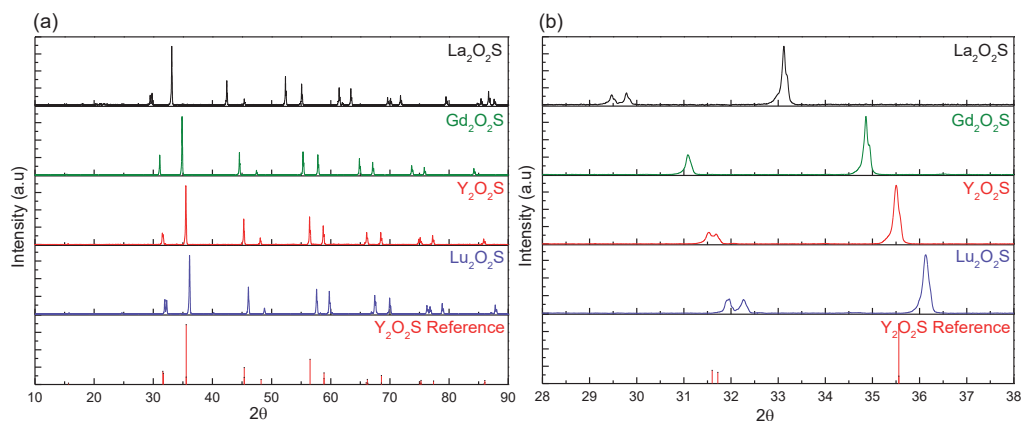 (a)
La₂O₂S
Gd₂O₂S
Y₂O₂S
Lu₂O₂S
Y₂O₂S Reference
Intensity (a.u)
10 20 30 40 50 60 70 80 90
2θ
(b)
La₂O₂S
Gd₂O₂S
Y₂O₂S
Lu₂O₂S
Y₂O₂S Reference
Intensity (a.u)
28 29 30 31 32 33 34 35 36 37 38
2θ